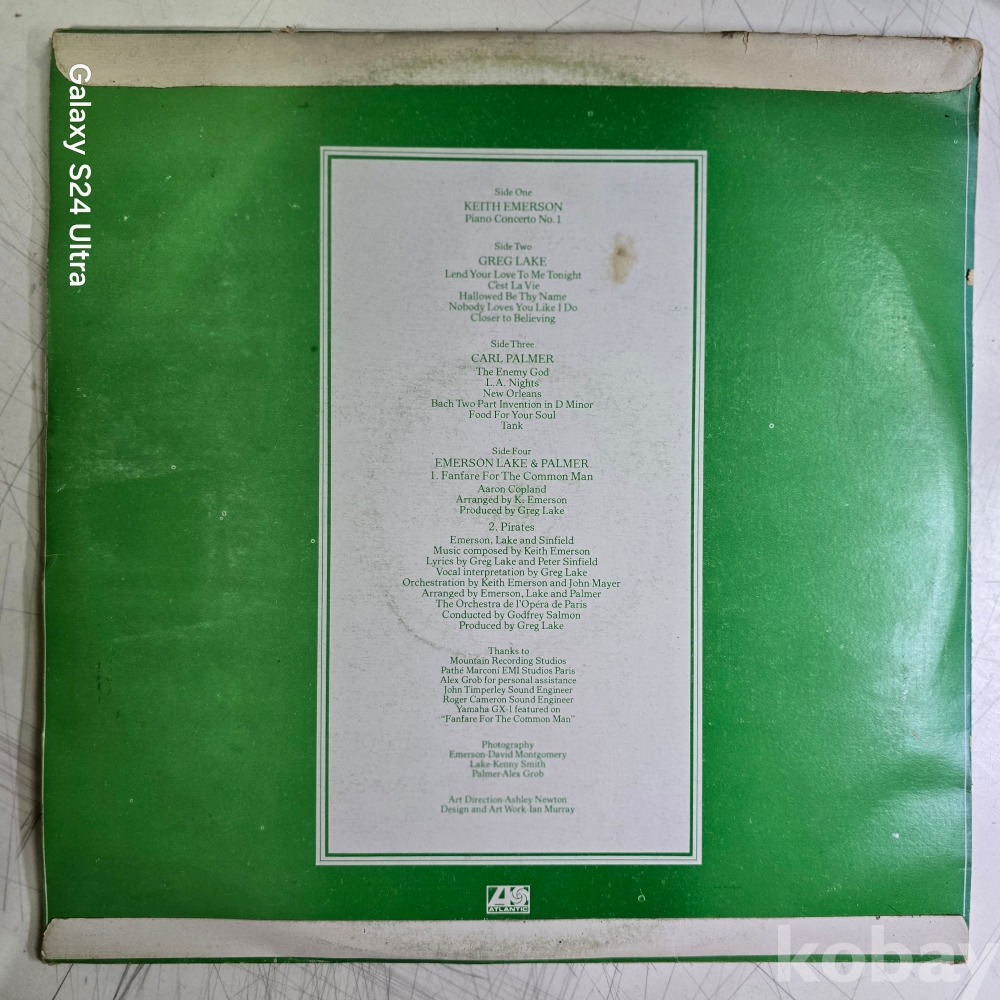 Galaxy S24 Ultra
Side One
KEITH EMERSON
Piano Concerto No. 1
Side Two
GREG LAKE
Lend Your Love To Me Tonight
C'est La Vie
Hallowed Be Thy Name
Nobody Loves You Like I Do
Closer to Believing
Side Three
CARL PALMER
The Enemy God
L.A. Nights
New Orleans
Bach Two Part Invention in D Minor
Food For Your Soul
Tank
Side Four
EMERSON LAKE & PALMER
1. Fanfare For The Common Man
Aaron Copland
Arranged by K. Emerson
Produced by Greg Lake
2. Pirates
Emerson, Lake and Sinfield
Music composed by Keith Emerson
Lyrics by Greg Lake and Peter Sinfield
Vocal interpretation by Greg Lake
Orchestration by Keith Emerson and John Mayer
Arranged by Emerson, Lake and Palmer
The Orchestra de l'Opéra de Paris
Conducted by Godfrey Salmon
Produced by Greg Lake
Thanks to
Mountain Recording Studios
Pathé Marconi EMI Studios Paris
Alex Grob for personal assistance
John Timperley Sound Engineer
Roger Cameron Sound Engineer
Yamaha GX-1 featured on
"Fanfare For The Common Man"
Photography
Emerson-David Montgomery
Lake-Kenny Smith
Palmer-Alex Grob
Art Direction-Ashley Newton
Design and Art Work-Ian Murray
ATLANTIC
kobay